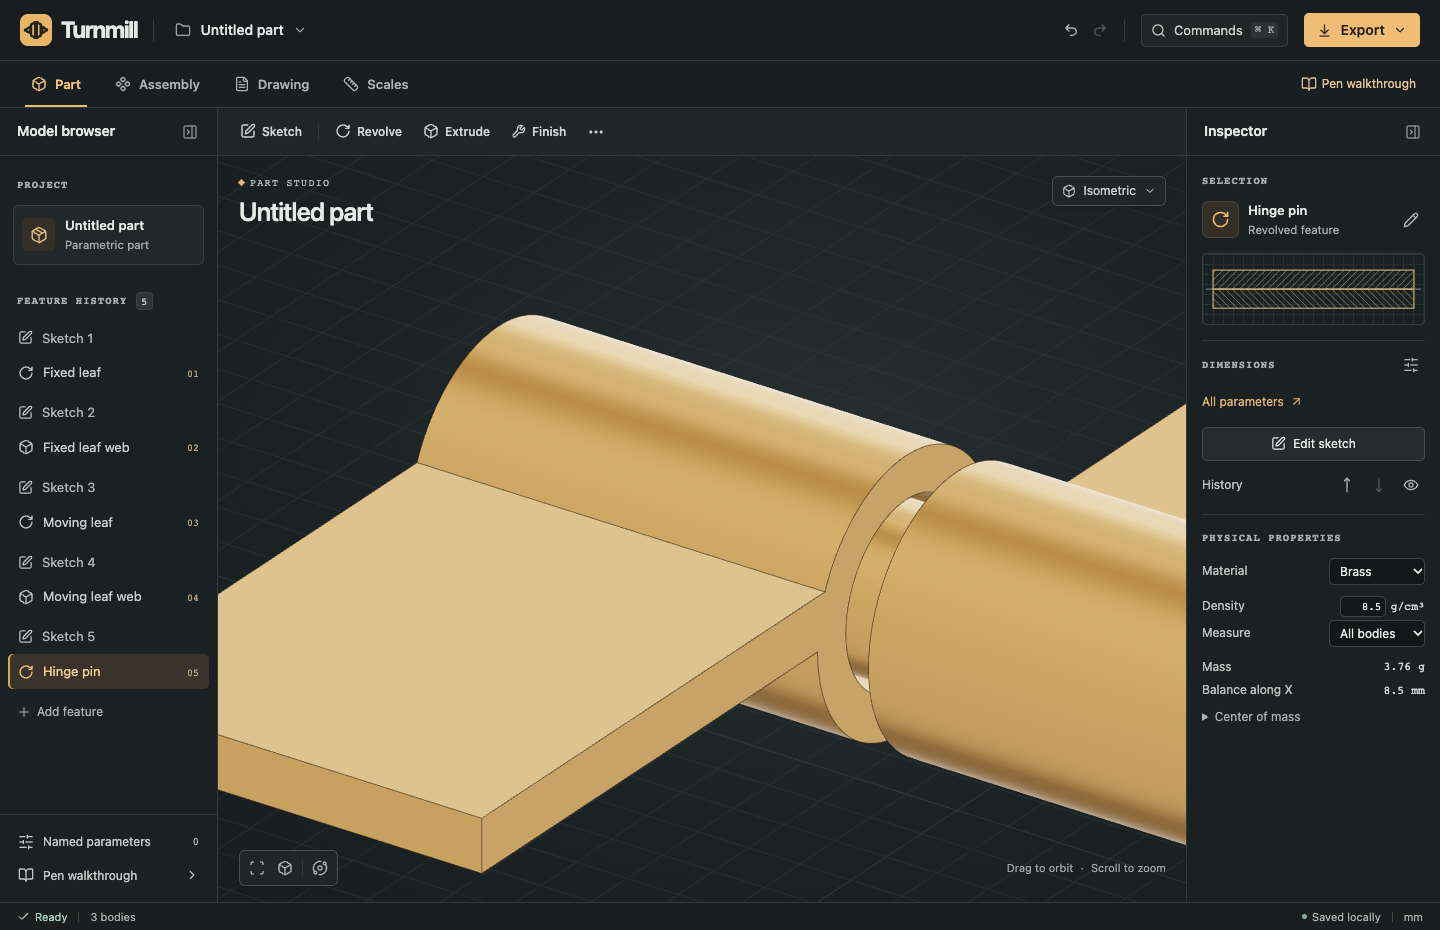 Turnmill
Untitled part
Commands ⌘ K
Export
Part
Assembly
Drawing
Scales
Pen walkthrough
Model browser
Sketch
Revolve
Extrude
Finish
Inspector
PROJECT
Untitled part
Parametric part
FEATURE HISTORY 5
Sketch 1
Fixed leaf 01
Sketch 2
Fixed leaf web 02
Sketch 3
Moving leaf 03
Sketch 4
Moving leaf web 04
Sketch 5
Hinge pin 05
Add feature
Named parameters 0
Pen walkthrough
PART STUDIO
Untitled part
Isometric
Drag to orbit · Scroll to zoom
SELECTION
Hinge pin
Revolved feature
DIMENSIONS
All parameters
Edit sketch
History
PHYSICAL PROPERTIES
Material Brass
Density 8.5 g/cm³
Measure All bodies
Mass 3.76 g
Balance along X 8.5 mm
Center of mass
Ready
3 bodies
Saved locally
mm